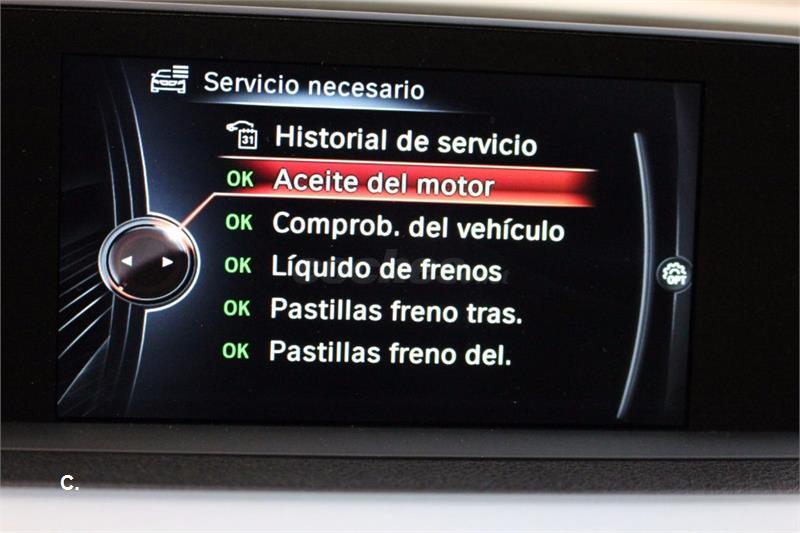 Servicio necesario
31 Historial de servicio
OK Aceite del motor
OK Comprob. del vehículo
OK Líquido de frenos
OK Pastillas freno tras.
OK Pastillas freno del.
OPT
C.